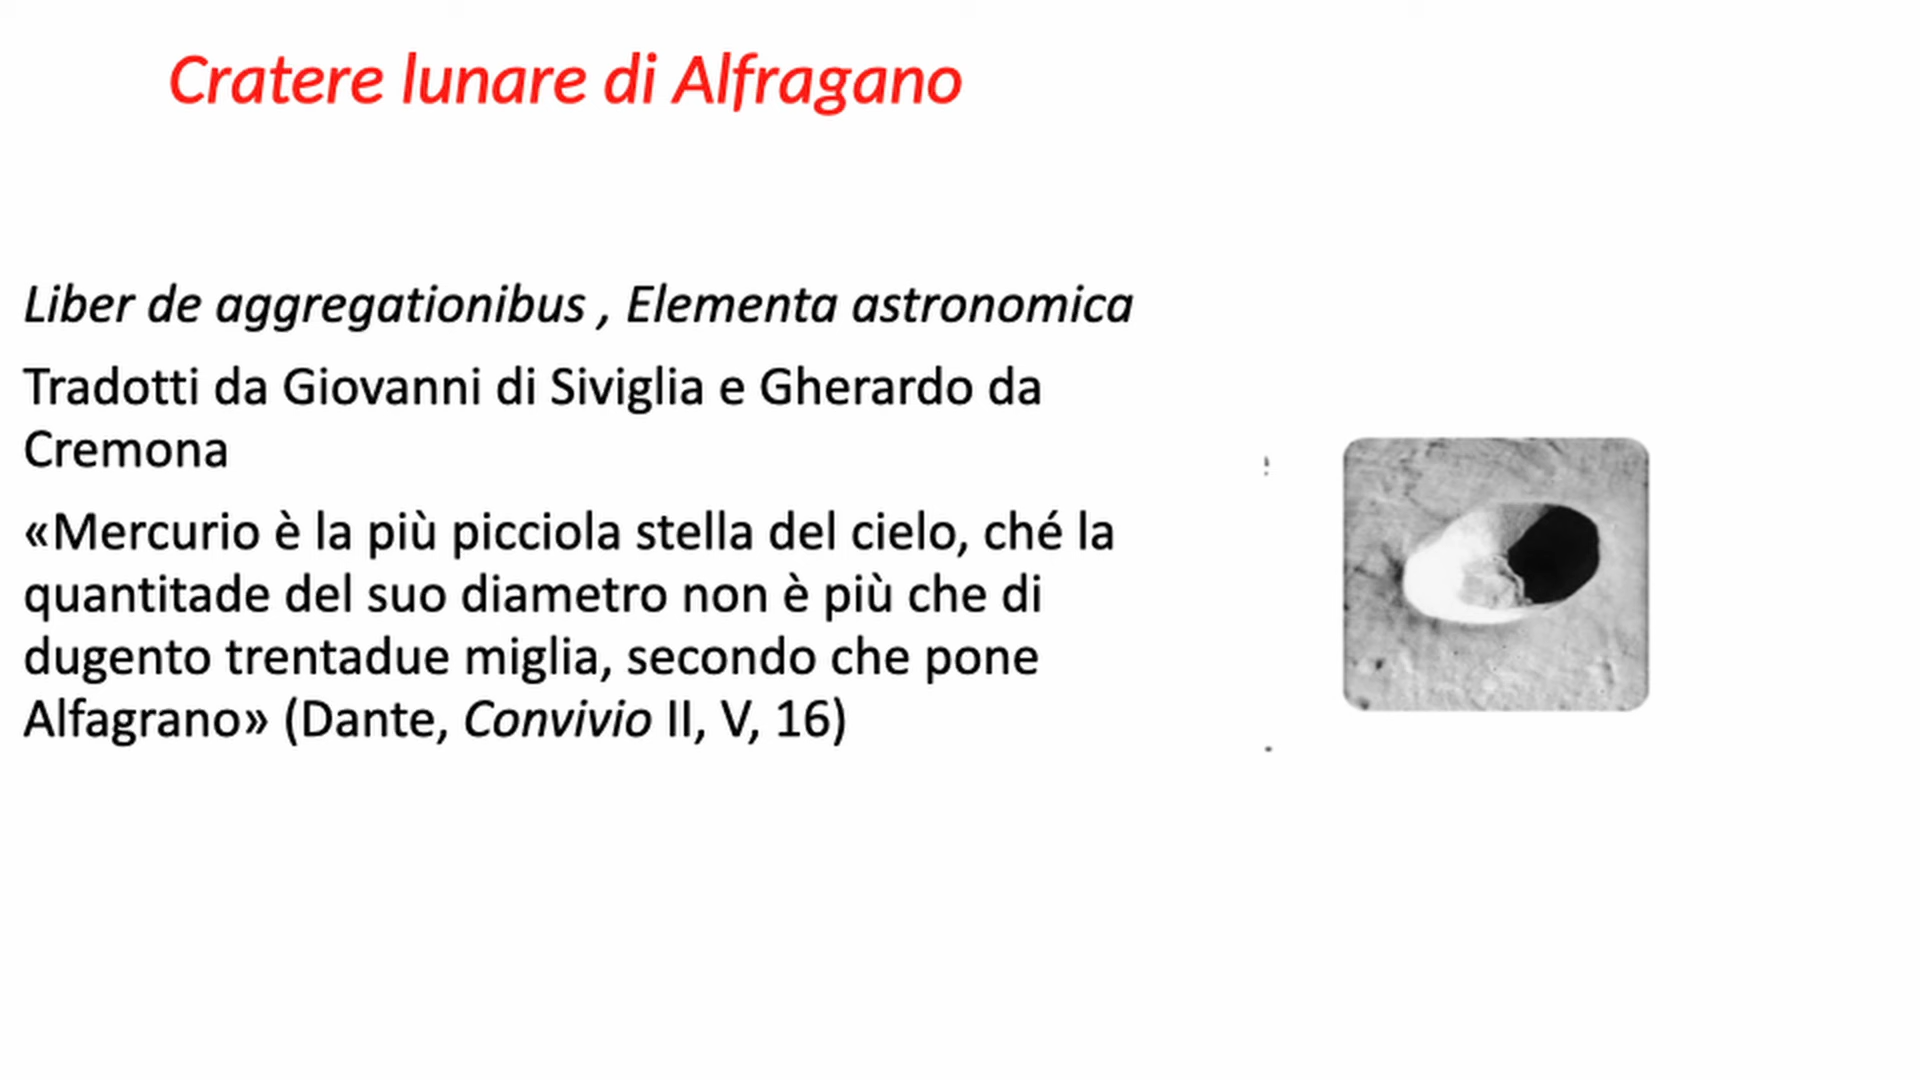 Cratere lunare di Alfragano
Liber de aggregationibus , Elementa astronomica
Tradotti da Giovanni di Siviglia e Gherardo da
Cremona
«Mercurio è la più picciola stella del cielo, ché la
quantitade del suo diametro non è più che di
dugento trentadue miglia, secondo che pone
Alfagrano» (Dante, Convivio II, V, 16)